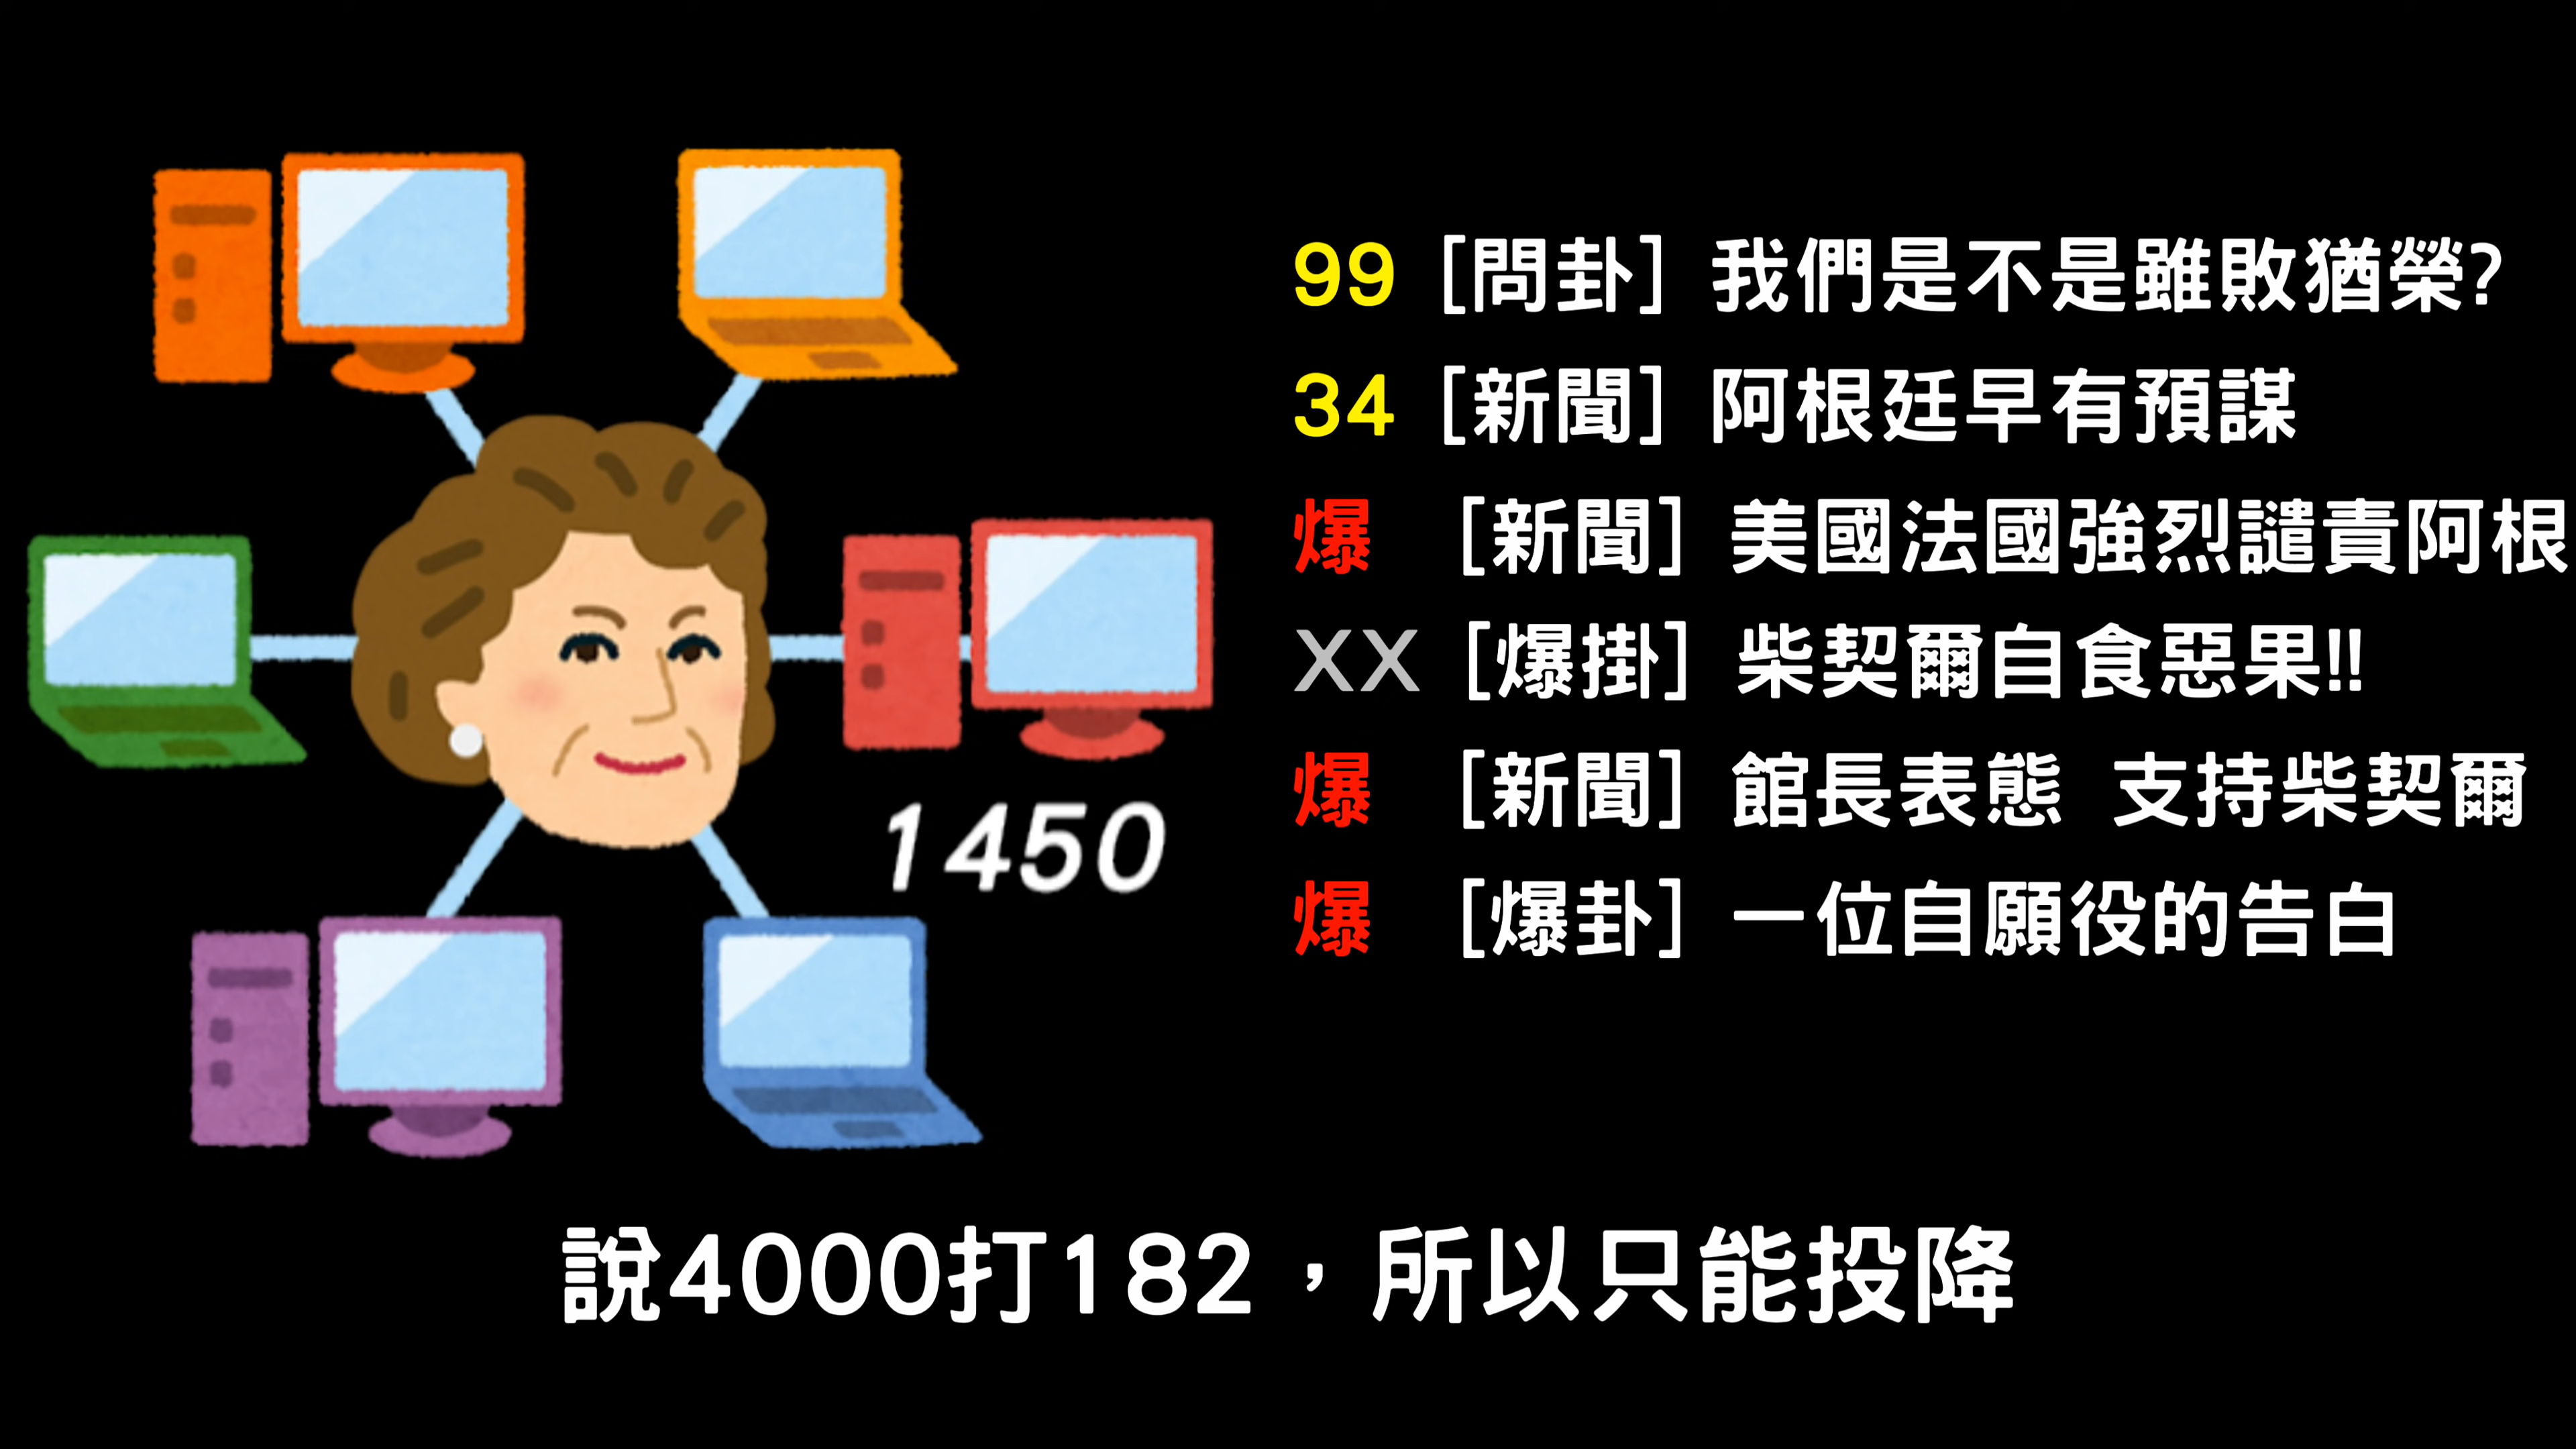 99 [問卦] 我們是不是雖敗猶榮?
34 [新聞] 阿根廷早有預謀
爆 [新聞] 美國法國強烈譴責阿根
XX [爆掛] 柴契爾自食惡果!!
爆 [新聞] 館長表態 支持柴契爾
爆 [爆卦] 一位自願役的告白
1450
說4000打182，所以只能投降